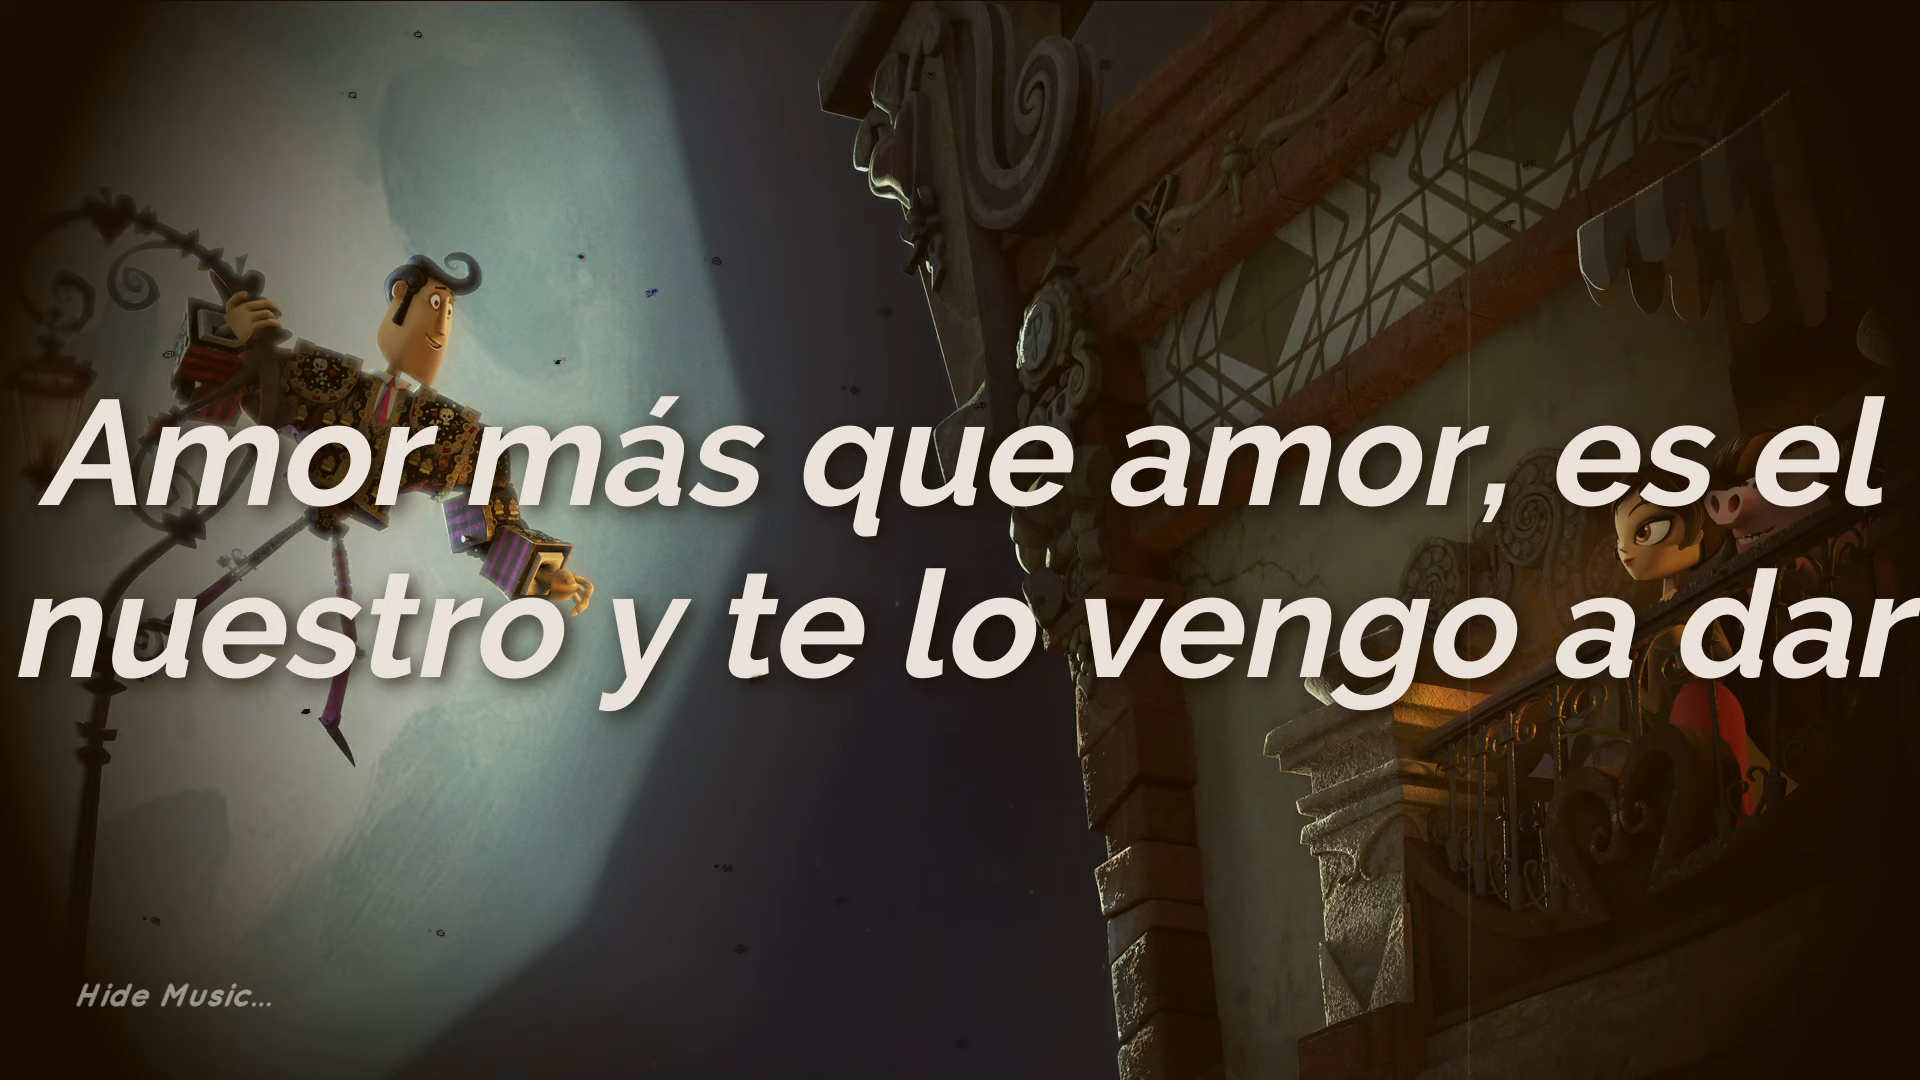 Amor más que amor, es el
nuestro y te lo vengo a dar
Hide Music...